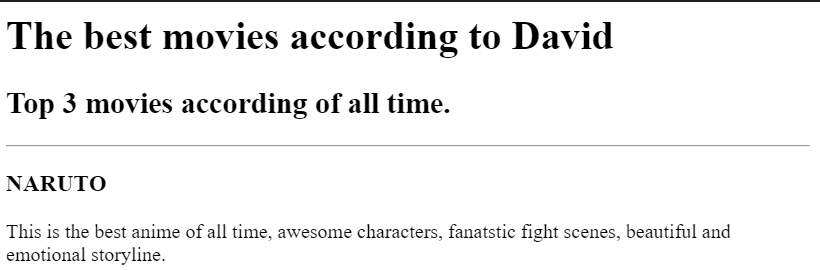 The best movies according to David
Top 3 movies according of all time.
NARUTO
This is the best anime of all time, awesome characters, fanatstic fight scenes, beautiful and
emotional storyline.